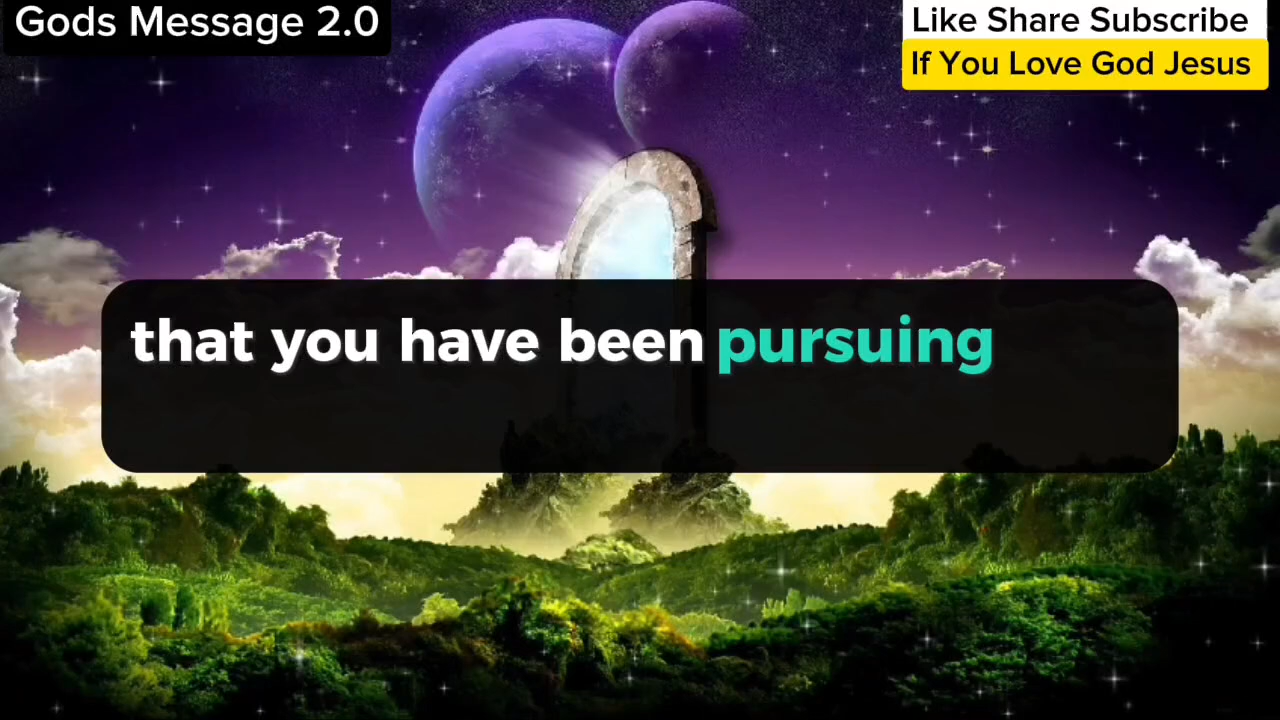 Gods Message 2.0
Like Share Subscribe
If You Love God Jesus
that you have been pursuing